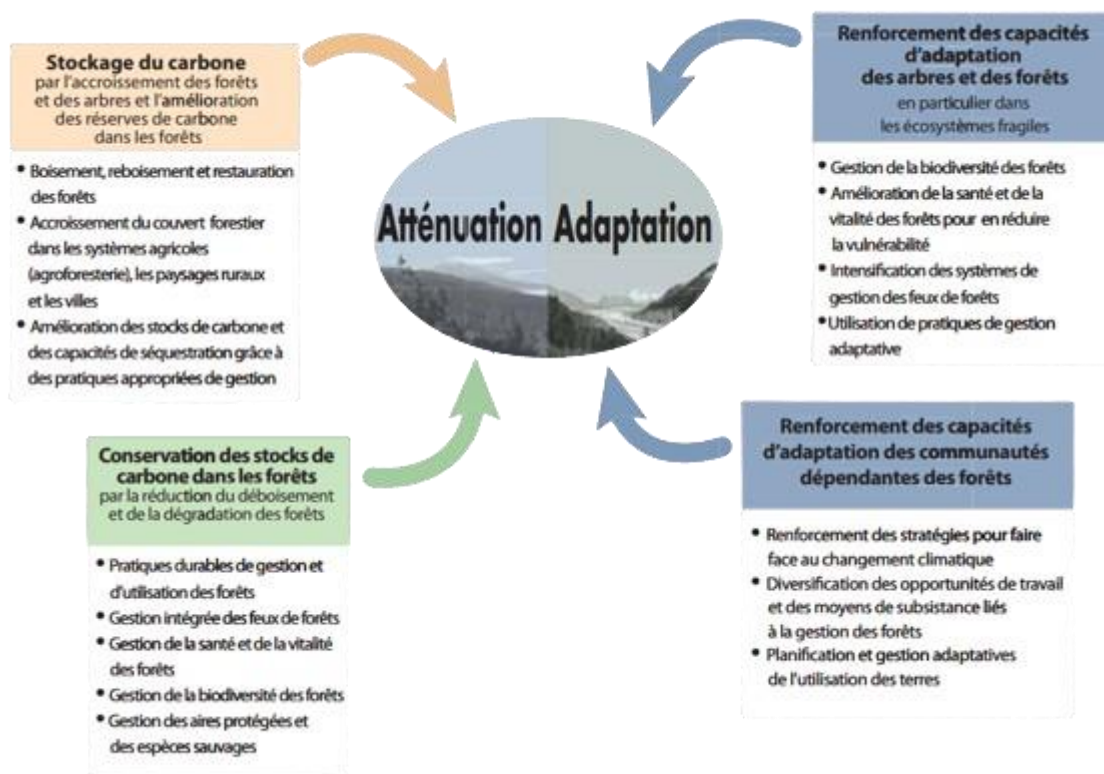 Stockage du carbone
par l'accroissement des forêts
et des arbres et l'amélioration
des réserves de carbone
dans les forêts
• Boisement, reboisement et restauration
des forêts
• Accroissement du couvert forestier
dans les systèmes agricoles
(agroforesterie), les paysages ruraux
et les villes
• Amélioration des stocks de carbone et
des capacités de séquestration grâce à
des pratiques appropriées de gestion
Conservation des stocks de
carbone dans les forêts
par la réduction du déboisement
et de la dégradation des forêts
• Pratiques durables de gestion et
d'utilisation des forêts
• Gestion intégrée des feux de forêts
• Gestion de la santé et de la vitalité
des forêts
• Gestion de la biodiversité des forêts
• Gestion des aires protégées et
des espèces sauvages
Atténuation Adaptation
Renforcement des capacités
d'adaptation
des arbres et des forêts
en particulier dans
les écosystèmes fragiles
• Gestion de la biodiversité des forêts
• Amélioration de la santé et de la
vitalité des forêts pour en réduire
la vulnérabilité
• Intensification des systèmes de
gestion des feux de forêts
• Utilisation de pratiques de gestion
adaptative
Renforcement des capacités
d'adaptation des communautés
dépendantes des forêts
• Renforcement des stratégies pour faire
face au changement climatique
• Diversification des opportunités de travail
et des moyens de subsistance liés
à la gestion des forêts
• Planification et gestion adaptatives
de l'utilisation des terres